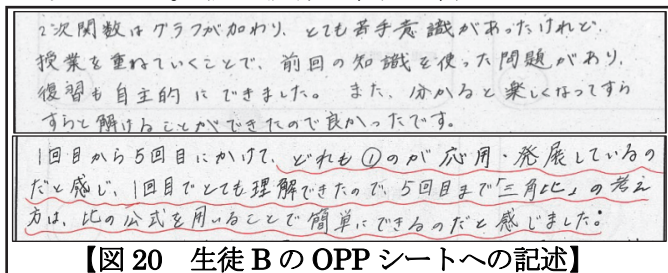 2次関数はグラフが加わり、とても苦手意識があったけれど、
授業を重ねていくことで、前回の知識を使った問題があり、
復習も自主的にできました。また、分かると楽しくなってすら
すらと解けることができたので良かったです。
1回目から5回目にかけて、どれも①のが応用・発展しているの
だと感じ、1回目でとても理解できたので、5回目まで「三角比」の考え
方は、比の公式を用いることで簡単にできるのだと感じました。
【図 20 生徒 B の OPP シートへの記述】